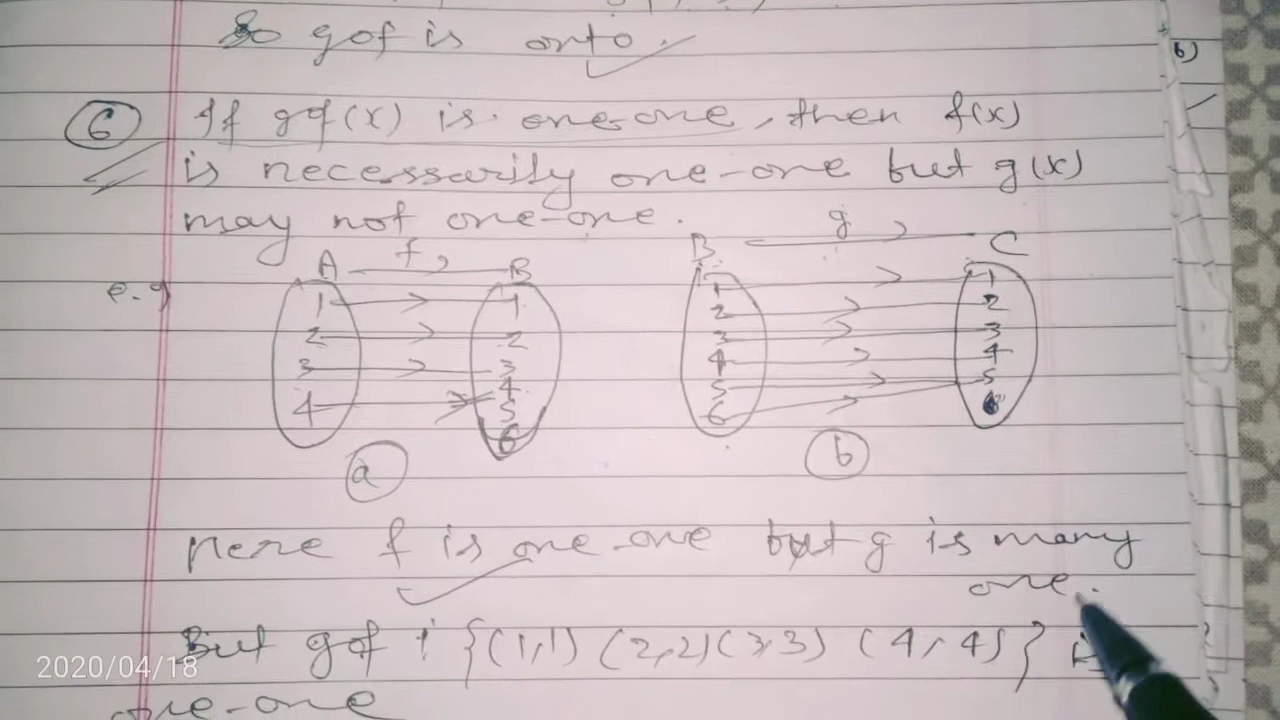 So gof is onto.
6)
6 If gof(x) is one-one, then f(x)
is necessarily one-one but g(x)
may not one-one.
e.g
A f B
1 1
2 2
3 3
4 4
5
6
a
B g C
1 1
2 2
3 3
4 4
5 5
6 6
b
Here f is one-one but g is many
one.
But gof : {(1,1) (2,2) (3,3) (4,4)} is
one-one
2020/04/18